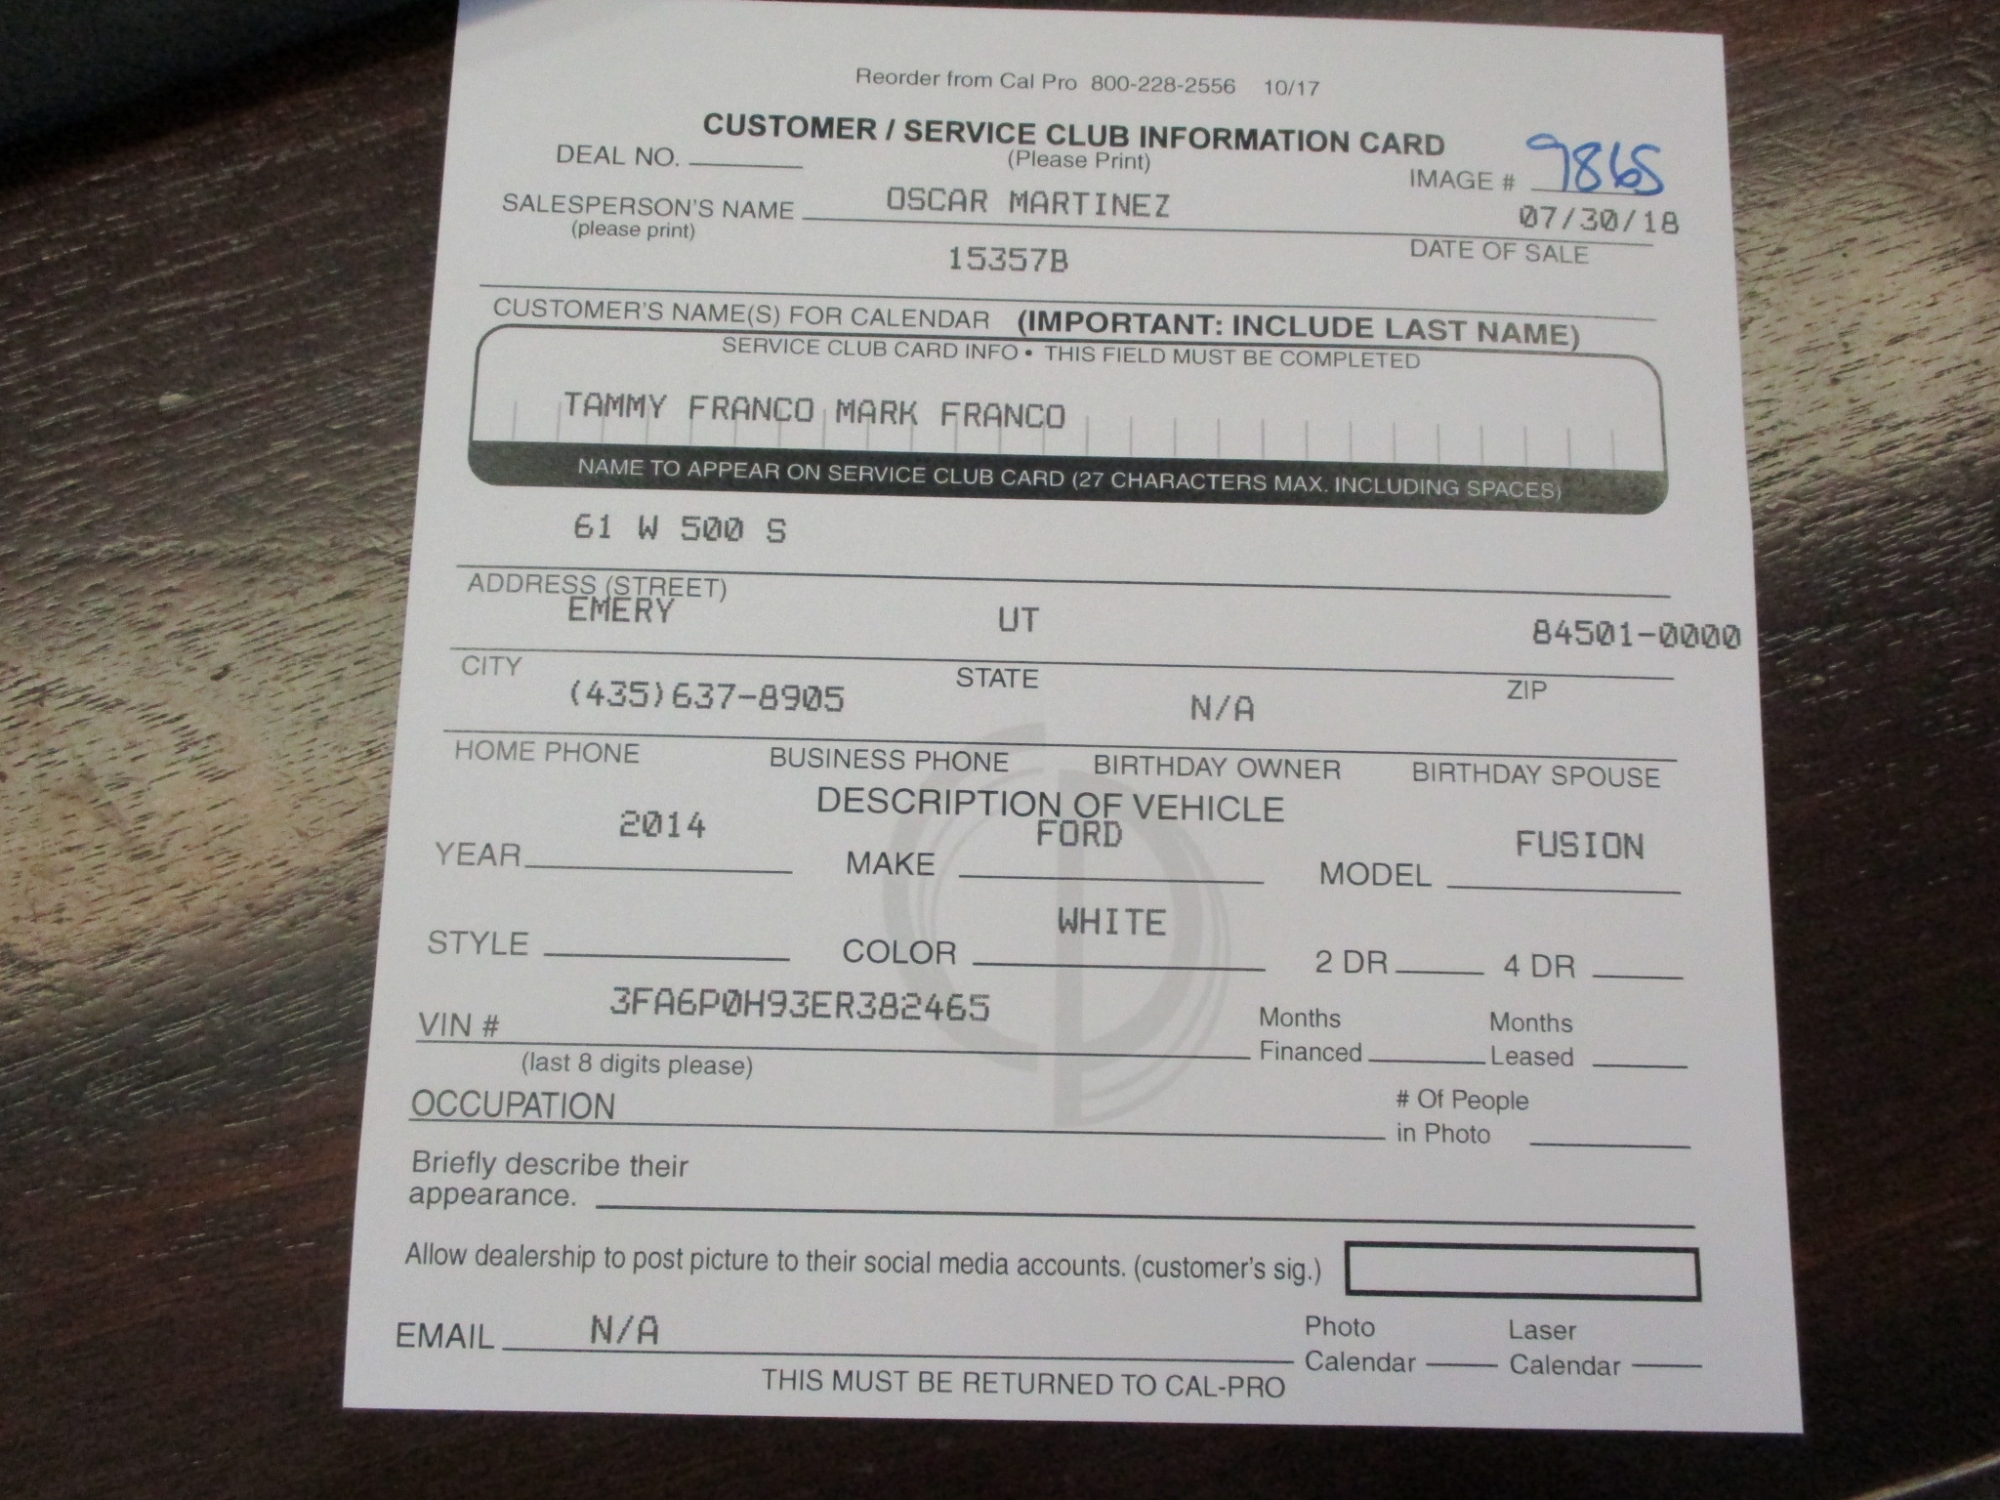 Reorder from Cal Pro 800-228-2556 10/17
CUSTOMER / SERVICE CLUB INFORMATION CARD
(Please Print)
DEAL NO.
IMAGE # 9865
SALESPERSON'S NAME OSCAR MARTINEZ 07/30/18
(please print)
DATE OF SALE
15357B
CUSTOMER'S NAME(S) FOR CALENDAR (IMPORTANT: INCLUDE LAST NAME)
SERVICE CLUB CARD INFO • THIS FIELD MUST BE COMPLETED
TAMMY FRANCO MARK FRANCO
NAME TO APPEAR ON SERVICE CLUB CARD (27 CHARACTERS MAX. INCLUDING SPACES)
61 W 500 S
ADDRESS (STREET)
EMERY UT 84501-0000
CITY STATE ZIP
(435)637-8905 N/A
HOME PHONE BUSINESS PHONE BIRTHDAY OWNER BIRTHDAY SPOUSE
DESCRIPTION OF VEHICLE
YEAR 2014 MAKE FORD MODEL FUSION
STYLE COLOR WHITE 2 DR 4 DR
VIN # 3FA6P0H93ER382465
(last 8 digits please)
Months Financed
Months Leased
OCCUPATION
# Of People in Photo
Briefly describe their
appearance.
Allow dealership to post picture to their social media accounts. (customer's sig.)
EMAIL N/A
Photo Calendar
Laser Calendar
THIS MUST BE RETURNED TO CAL-PRO